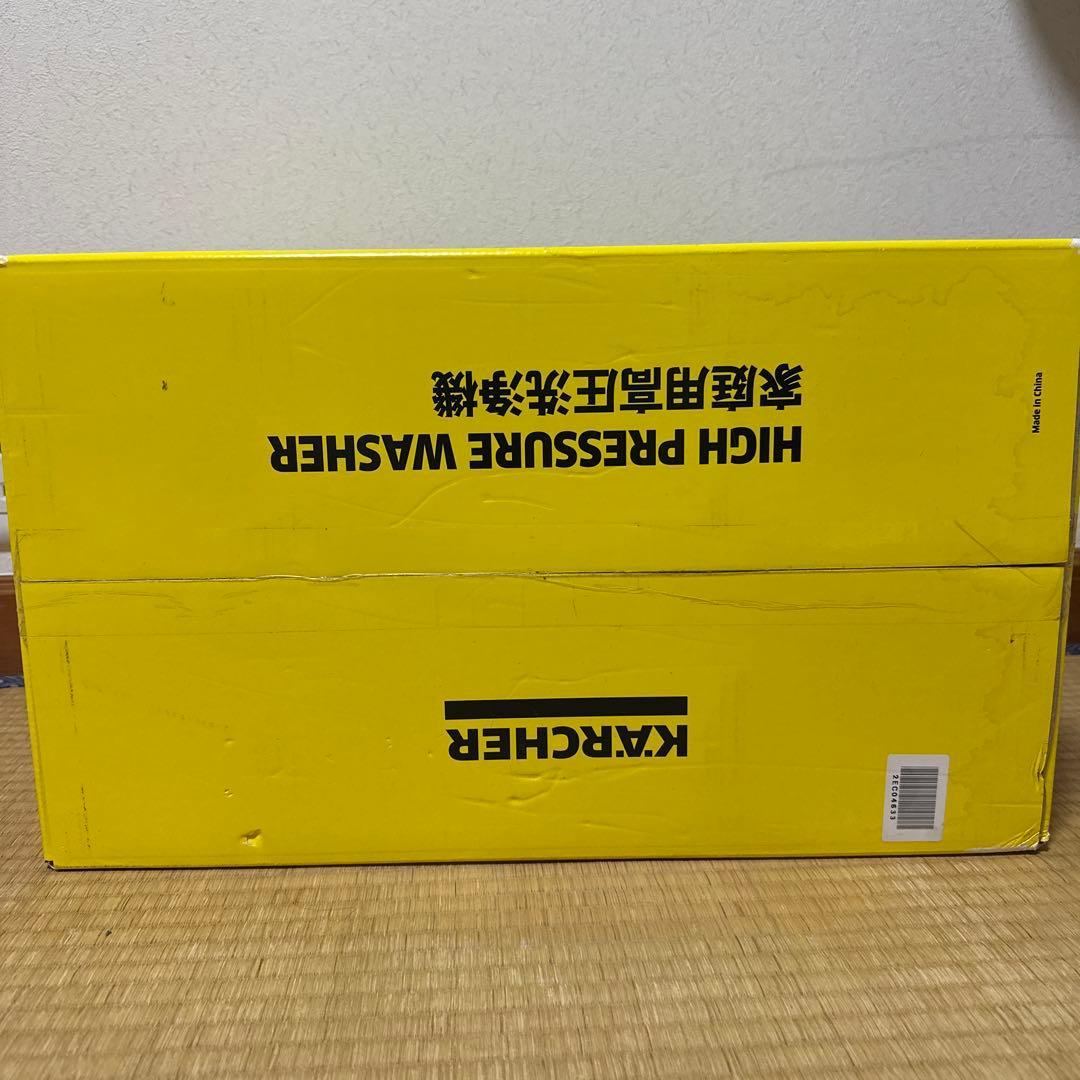 KÄRCHER
HIGH PRESSURE WASHER
家庭用高圧洗浄機
Made in China
2EC04633